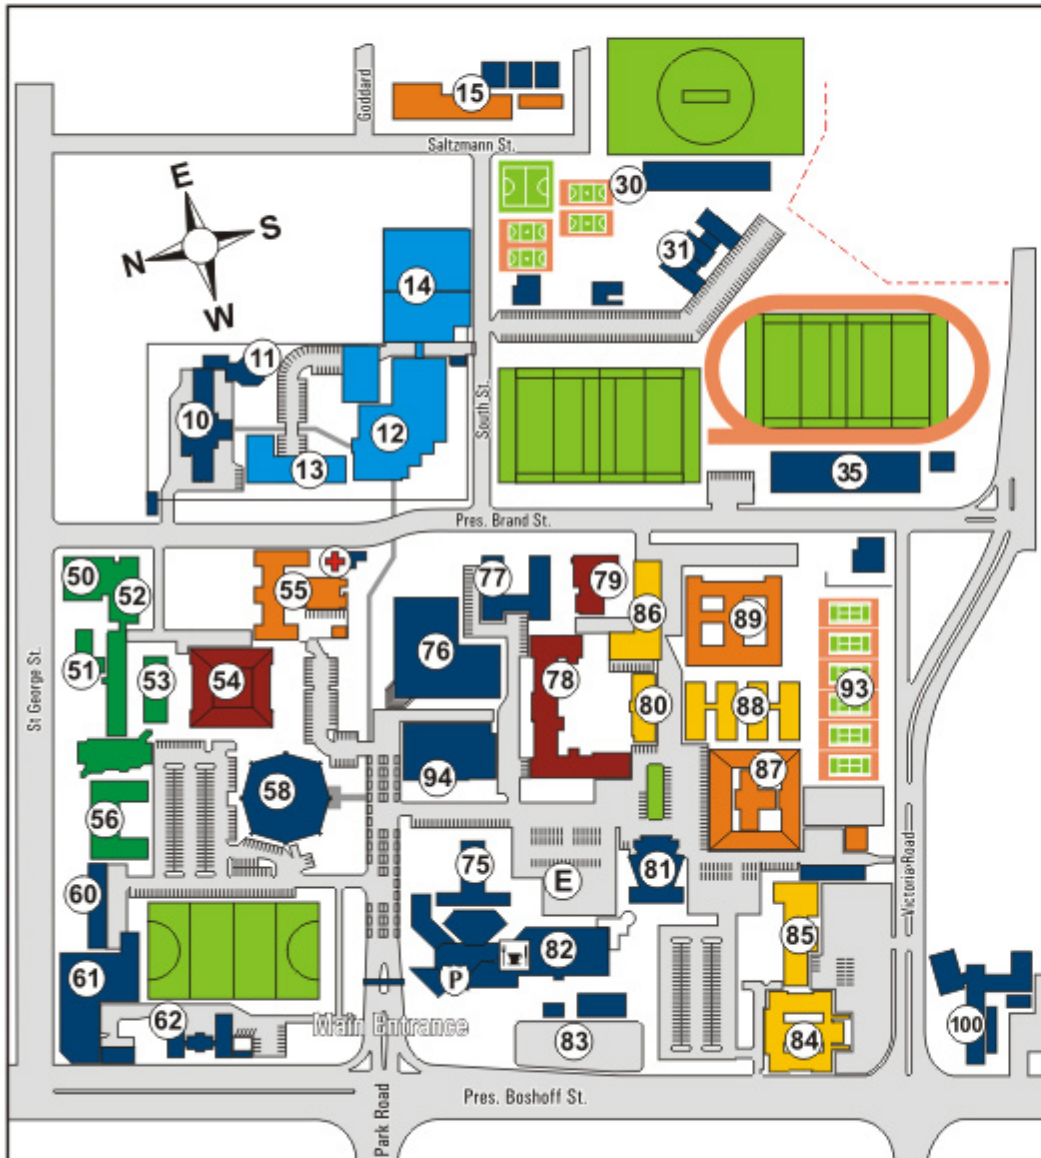 Goddard
15
Saltzmann St.
30
E
S
N
W
31
14
11
10
12
South St.
13
35
Pres. Brand St.
50
52
55
77
79
86
89
51
53
54
76
78
80
88
93
St George St.
58
94
87
56
75
E
81
60
Victoria Road
85
82
61
P
62
Main Entrance
83
84
100
Pres. Boshoff St.
Park Road